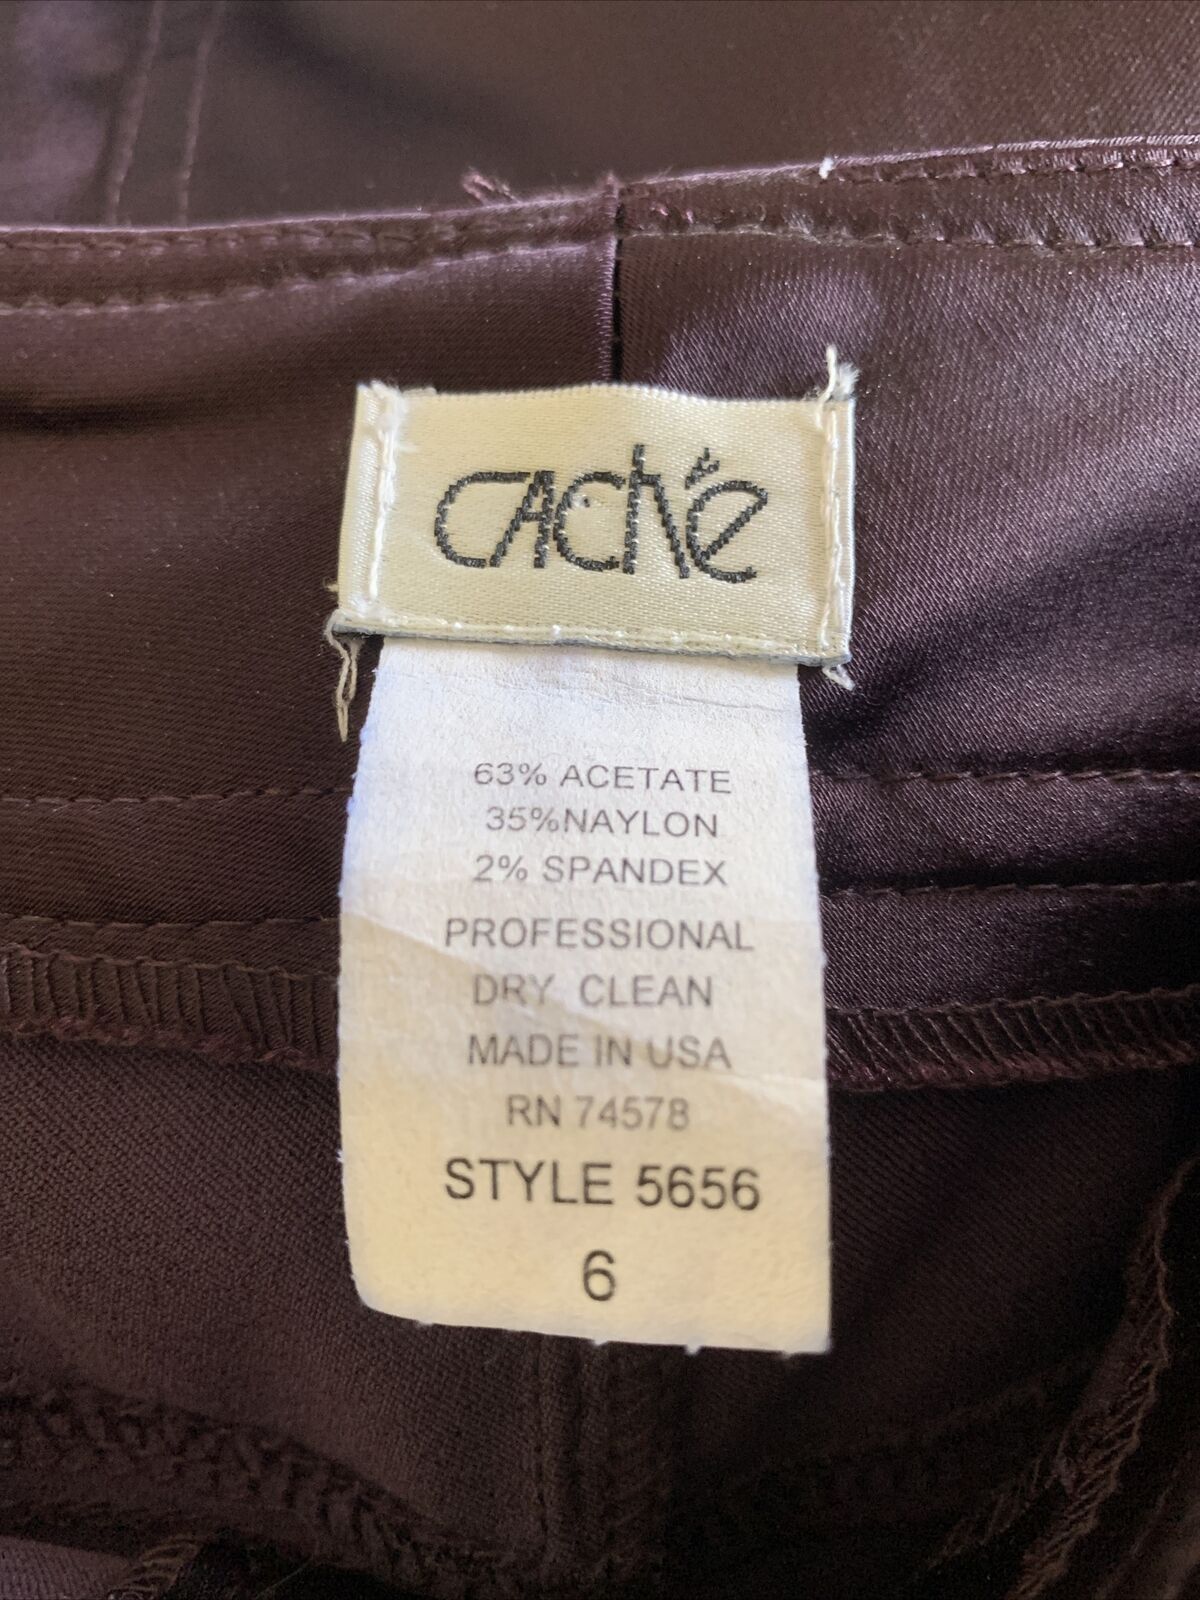 Caché
63% ACETATE
35%NAYLON
2% SPANDEX
PROFESSIONAL
DRY CLEAN
MADE IN USA
RN 74578
STYLE 5656
6